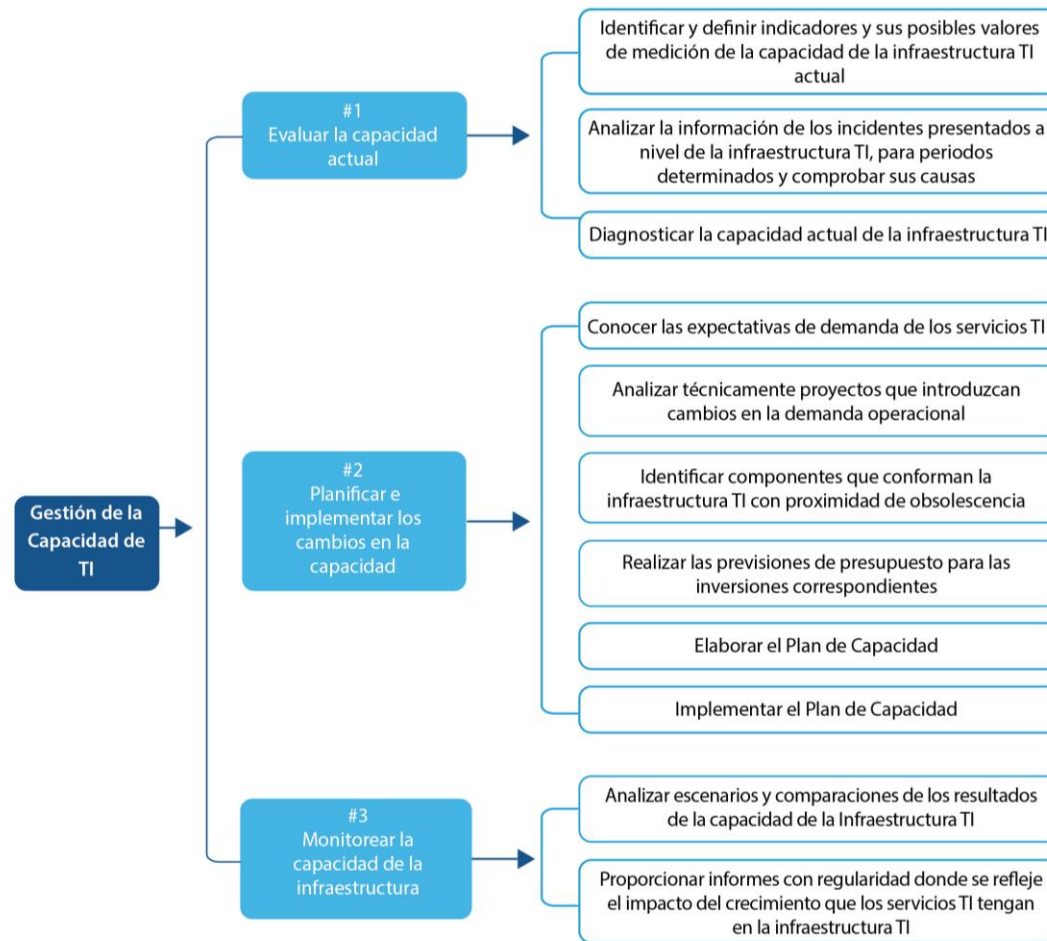 Gestión de la
Capacidad de
TI
#1
Evaluar la capacidad
actual
Identificar y definir indicadores y sus posibles valores
de medición de la capacidad de la infraestructura TI
actual
Analizar la información de los incidentes presentados a
nivel de la infraestructura TI, para periodos
determinados y comprobar sus causas
Diagnosticar la capacidad actual de la infraestructura TI
#2
Planificar e
implementar los
cambios en la
capacidad
Conocer las expectativas de demanda de los servicios TI
Analizar técnicamente proyectos que introduzcan
cambios en la demanda operacional
Identificar componentes que conforman la
infraestructura TI con proximidad de obsolescencia
Realizar las previsiones de presupuesto para las
inversiones correspondientes
Elaborar el Plan de Capacidad
Implementar el Plan de Capacidad
#3
Monitorear la
capacidad de la
infraestructura
Analizar escenarios y comparaciones de los resultados
de la capacidad de la Infraestructura TI
Proporcionar informes con regularidad donde se refleje
el impacto del crecimiento que los servicios TI tengan
en la infraestructura TI